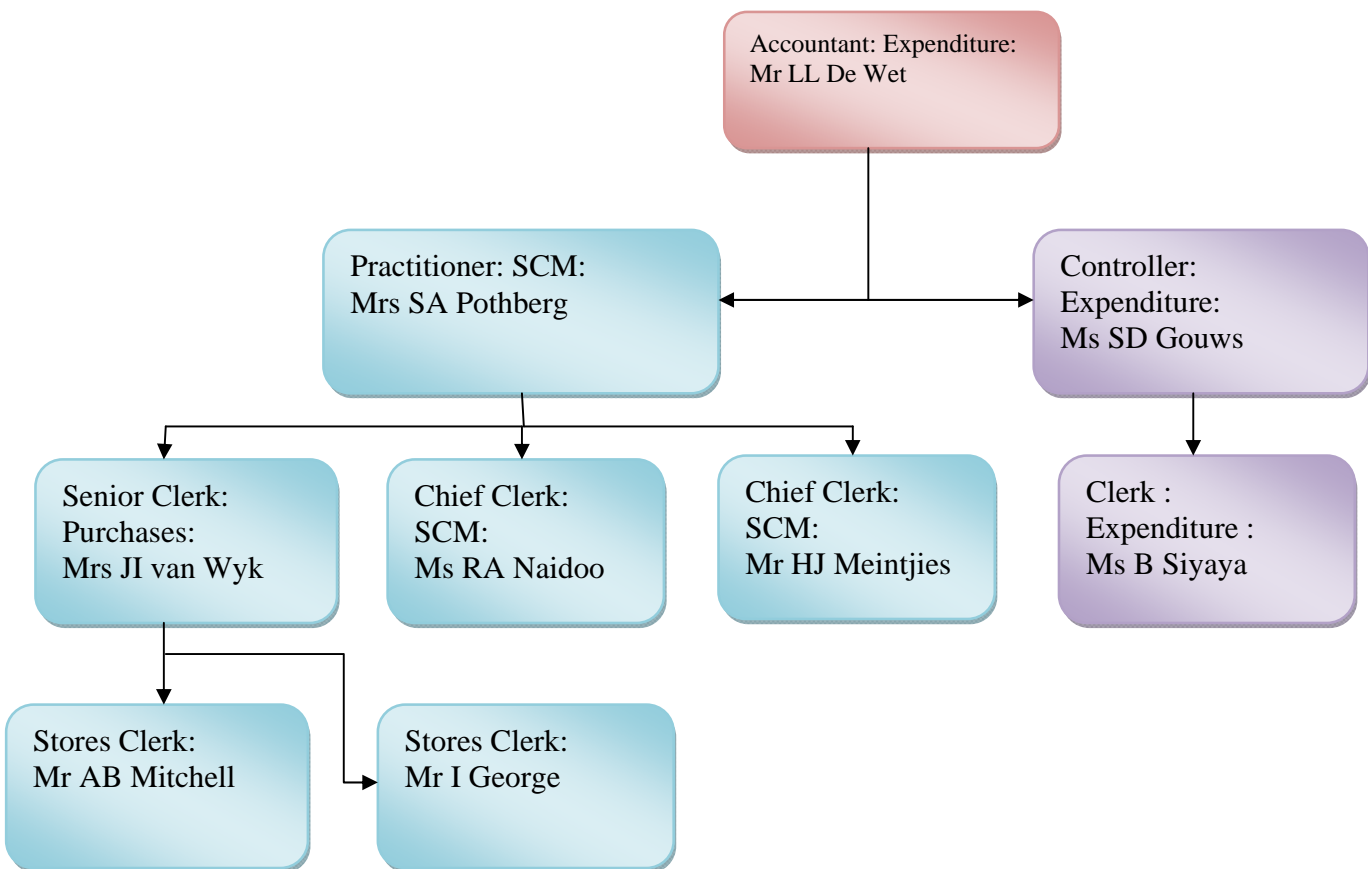 Accountant: Expenditure:
Mr LL De Wet
Practitioner: SCM:
Mrs SA Pothberg
Controller:
Expenditure:
Ms SD Gouws
Senior Clerk:
Purchases:
Mrs JI van Wyk
Chief Clerk:
SCM:
Ms RA Naidoo
Chief Clerk:
SCM:
Mr HJ Meintjies
Clerk :
Expenditure :
Ms B Siyaya
Stores Clerk:
Mr AB Mitchell
Stores Clerk:
Mr I George